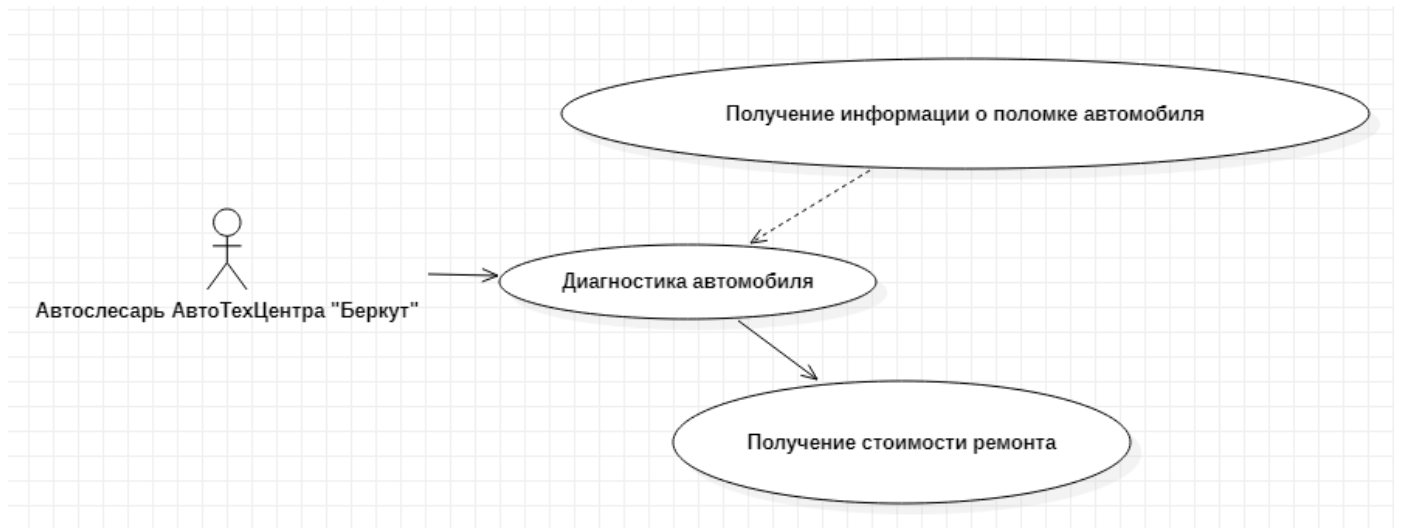 Получение информации о поломке автомобиля
Диагностика автомобиля
Автослесарь АвтоТехЦентра "Беркут"
Получение стоимости ремонта